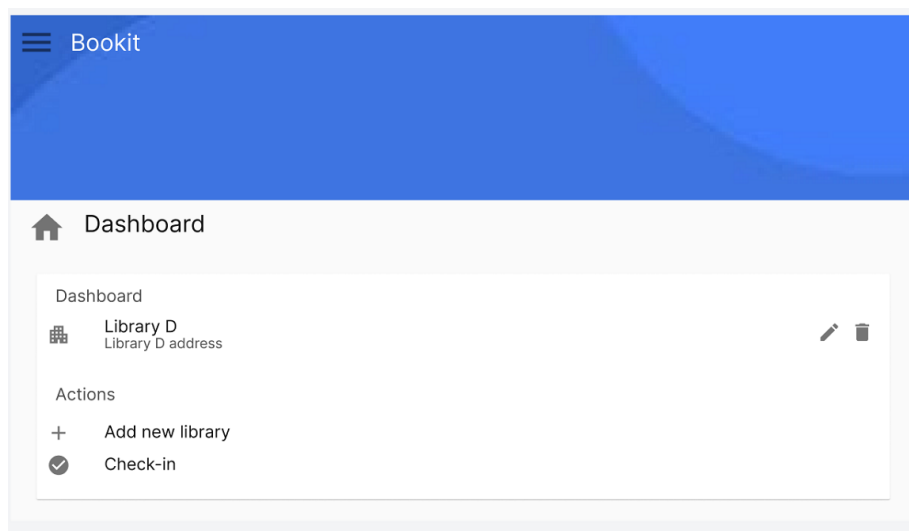 Bookit
Dashboard
Dashboard
Library D
Library D address
Actions
Add new library
Check-in